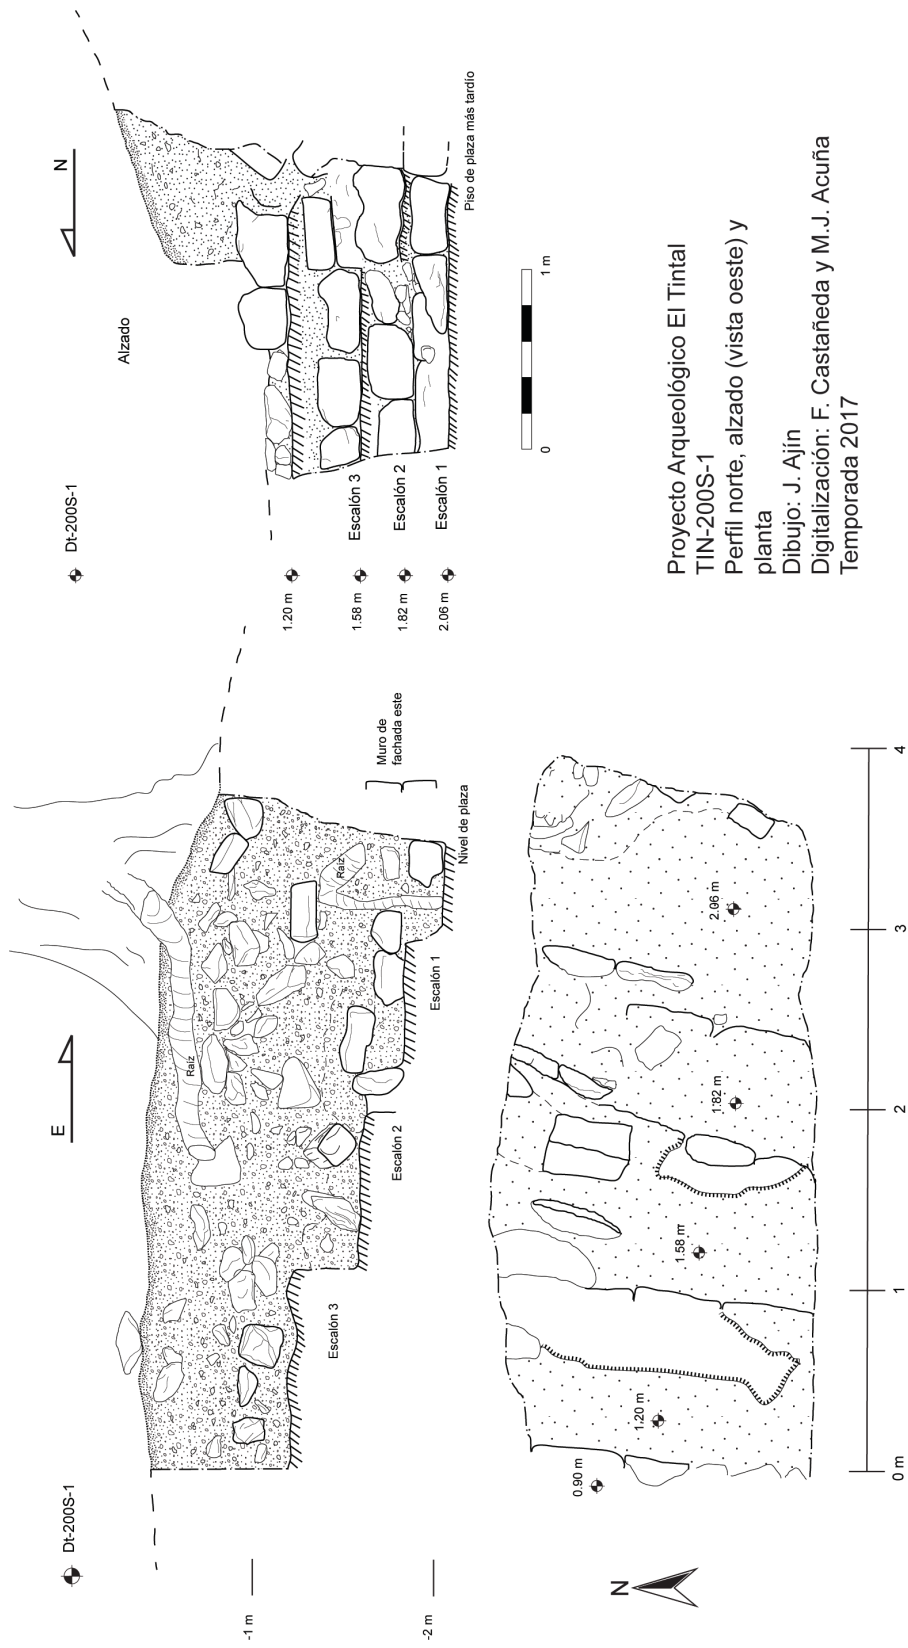 Dt-200S-1
-1 m
-2 m
E
Raíz
Raíz
Escalón 3
Escalón 2
Escalón 1
Nivel de plaza
Muro de
fachada este
Dt-200S-1
Alzado
N
1.20 m
1.58 m
1.82 m
2.06 m
Escalón 3
Escalón 2
Escalón 1
Piso de plaza más tardío
0
1 m
N
0.90 m
1.20 m
1.58 m
1.82 m
2.06 m
0 m
1
2
3
4
Proyecto Arqueológico El Tintal
TIN-200S-1
Perfil norte, alzado (vista oeste) y
planta
Dibujo: J. Ajín
Digitalización: F. Castañeda y M.J. Acuña
Temporada 2017